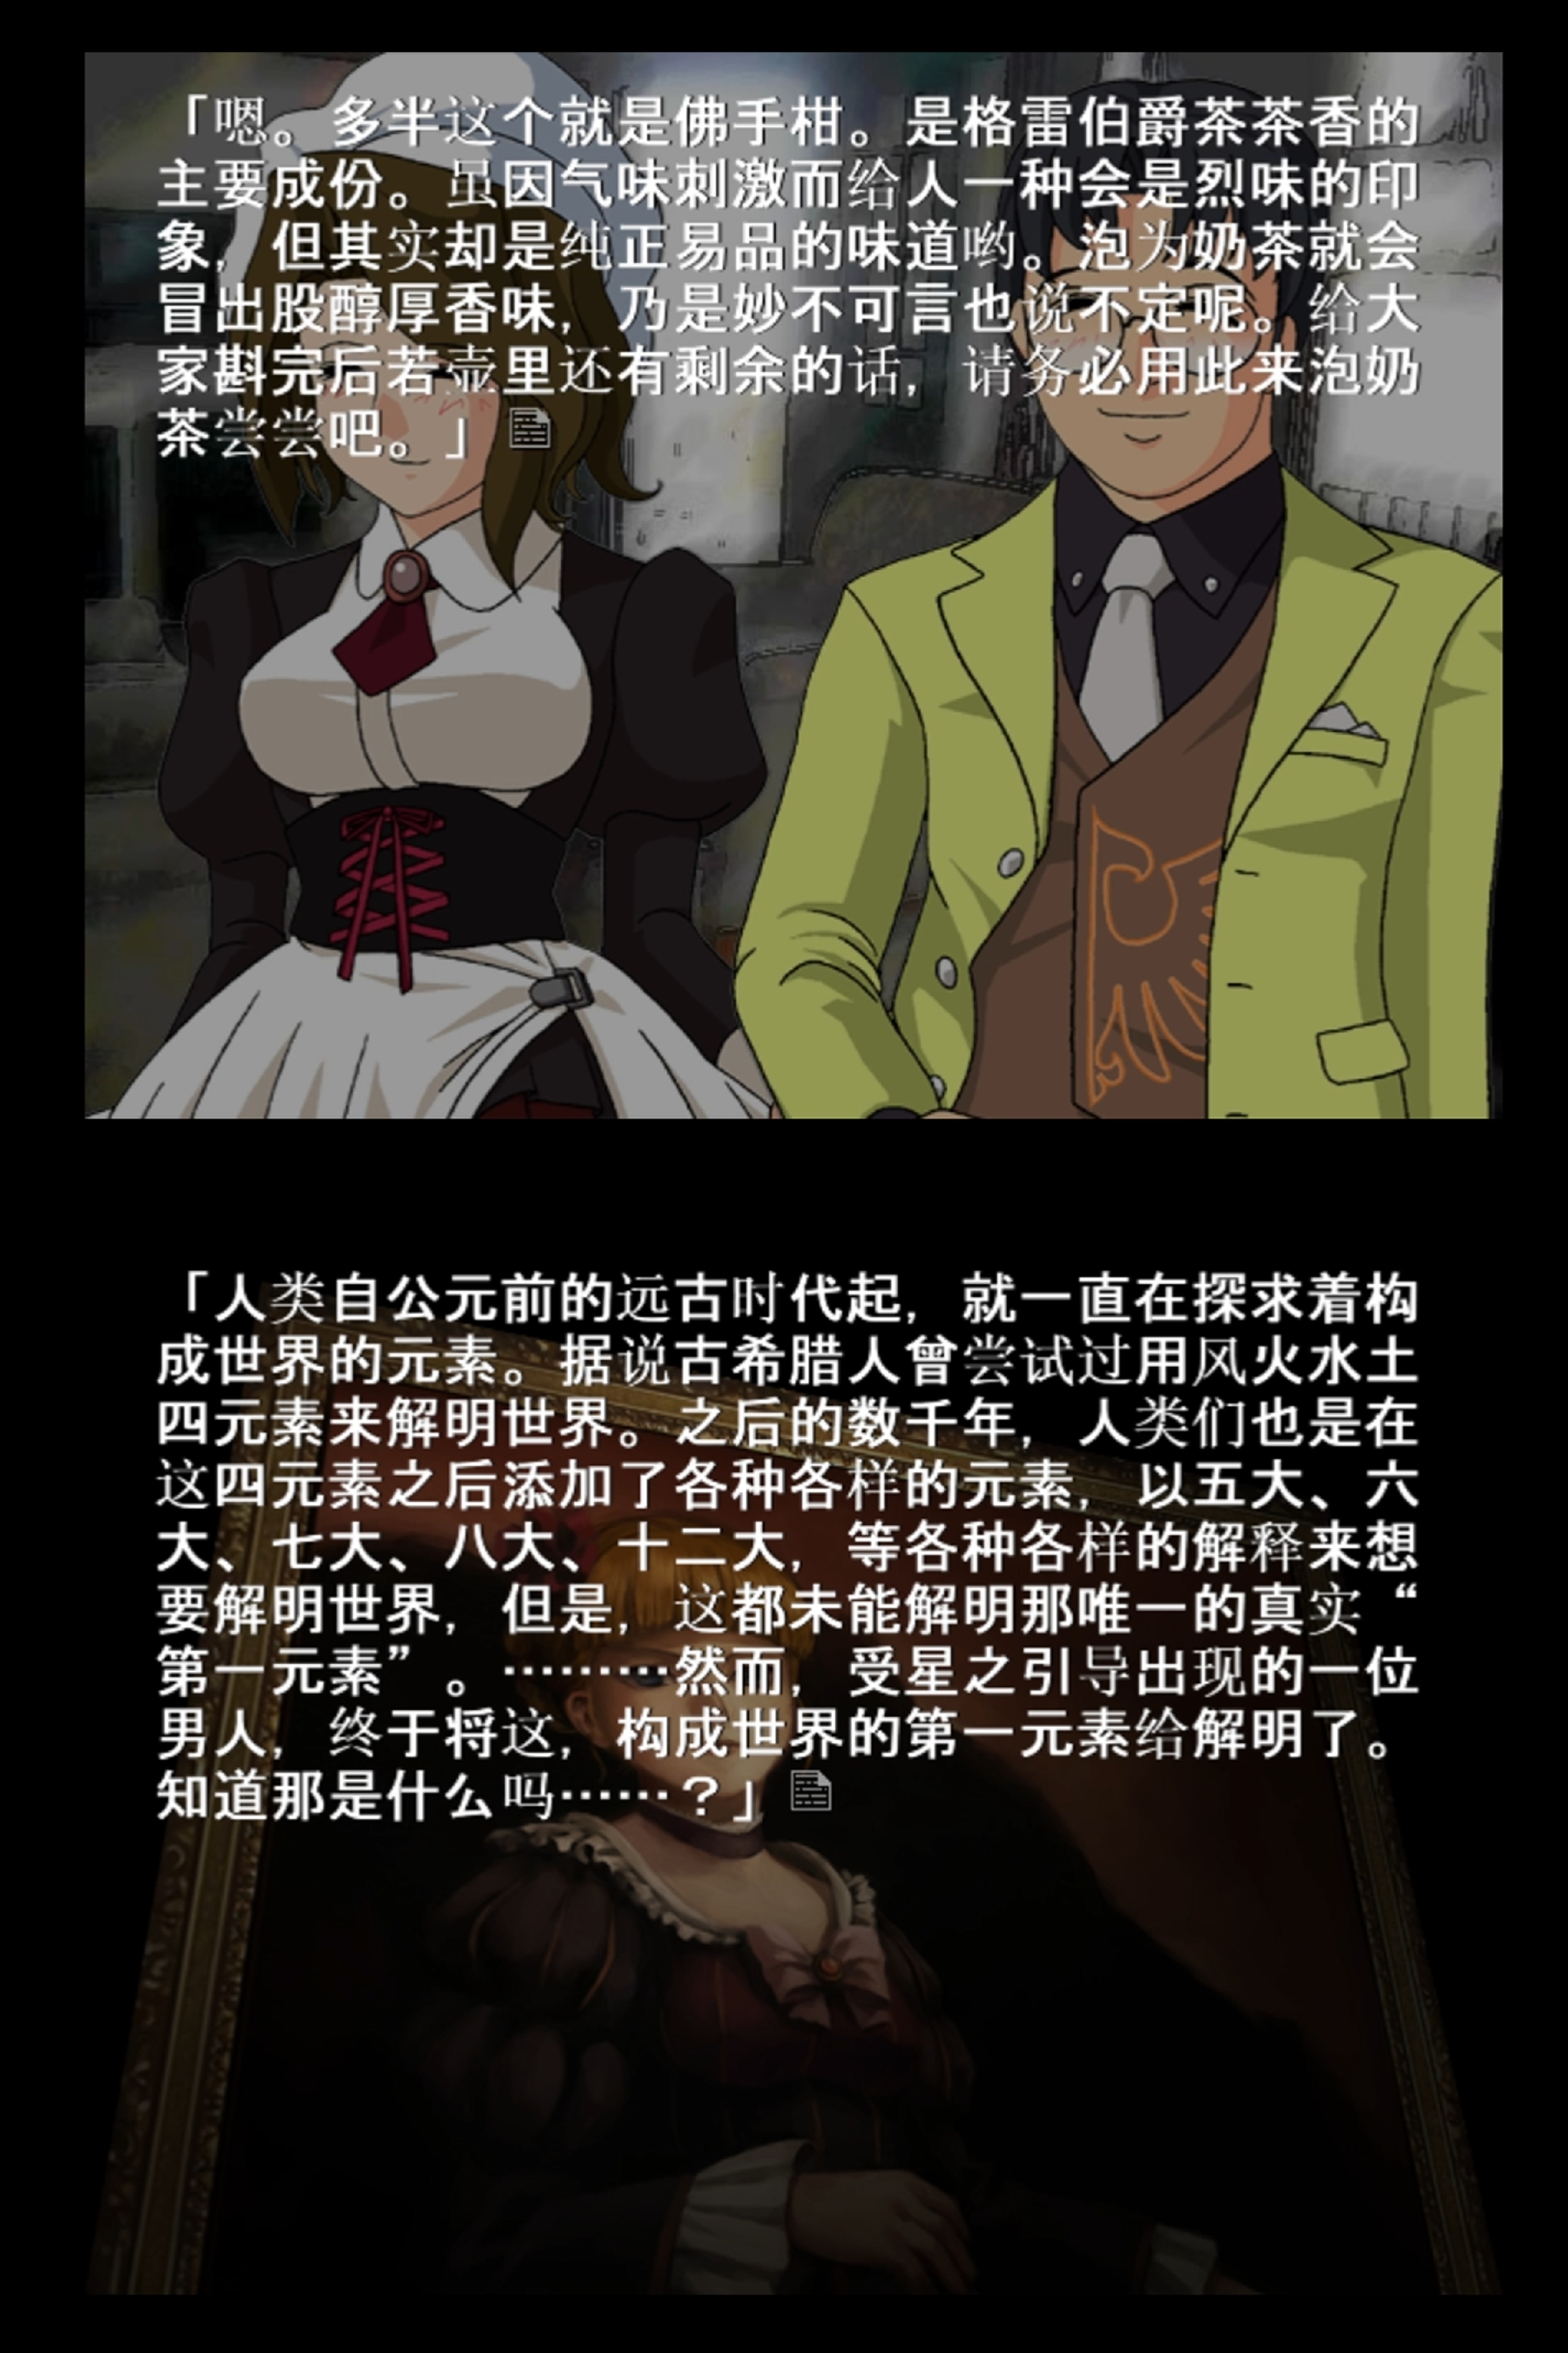 「嗯。多半这个就是佛手柑。是格雷伯爵茶茶香的
主要成份。虽因气味刺激而给人一种会是烈味的印
象，但其实却是纯正易品的味道哟。泡为奶茶就会
冒出股醇厚香味，乃是妙不可言也说不定呢。给大
家斟完后若壶里还有剩余的话，请务必用此来泡奶
茶尝尝吧。」
「人类自公元前的远古时代起，就一直在探求着构
成世界的元素。据说古希腊人曾尝试过用风火水土
四元素来解明世界。之后的数千年，人类们也是在
这四元素之后添加了各种各样的元素，以五大、六
大、七大、八大、十二大，等各种各样的解释来想
要解明世界，但是，这都未能解明那唯一的真实“
第一元素”。………然而，受星之引导出现的一位
男人，终于将这，构成世界的第一元素给解明了。
知道那是什么吗……？」